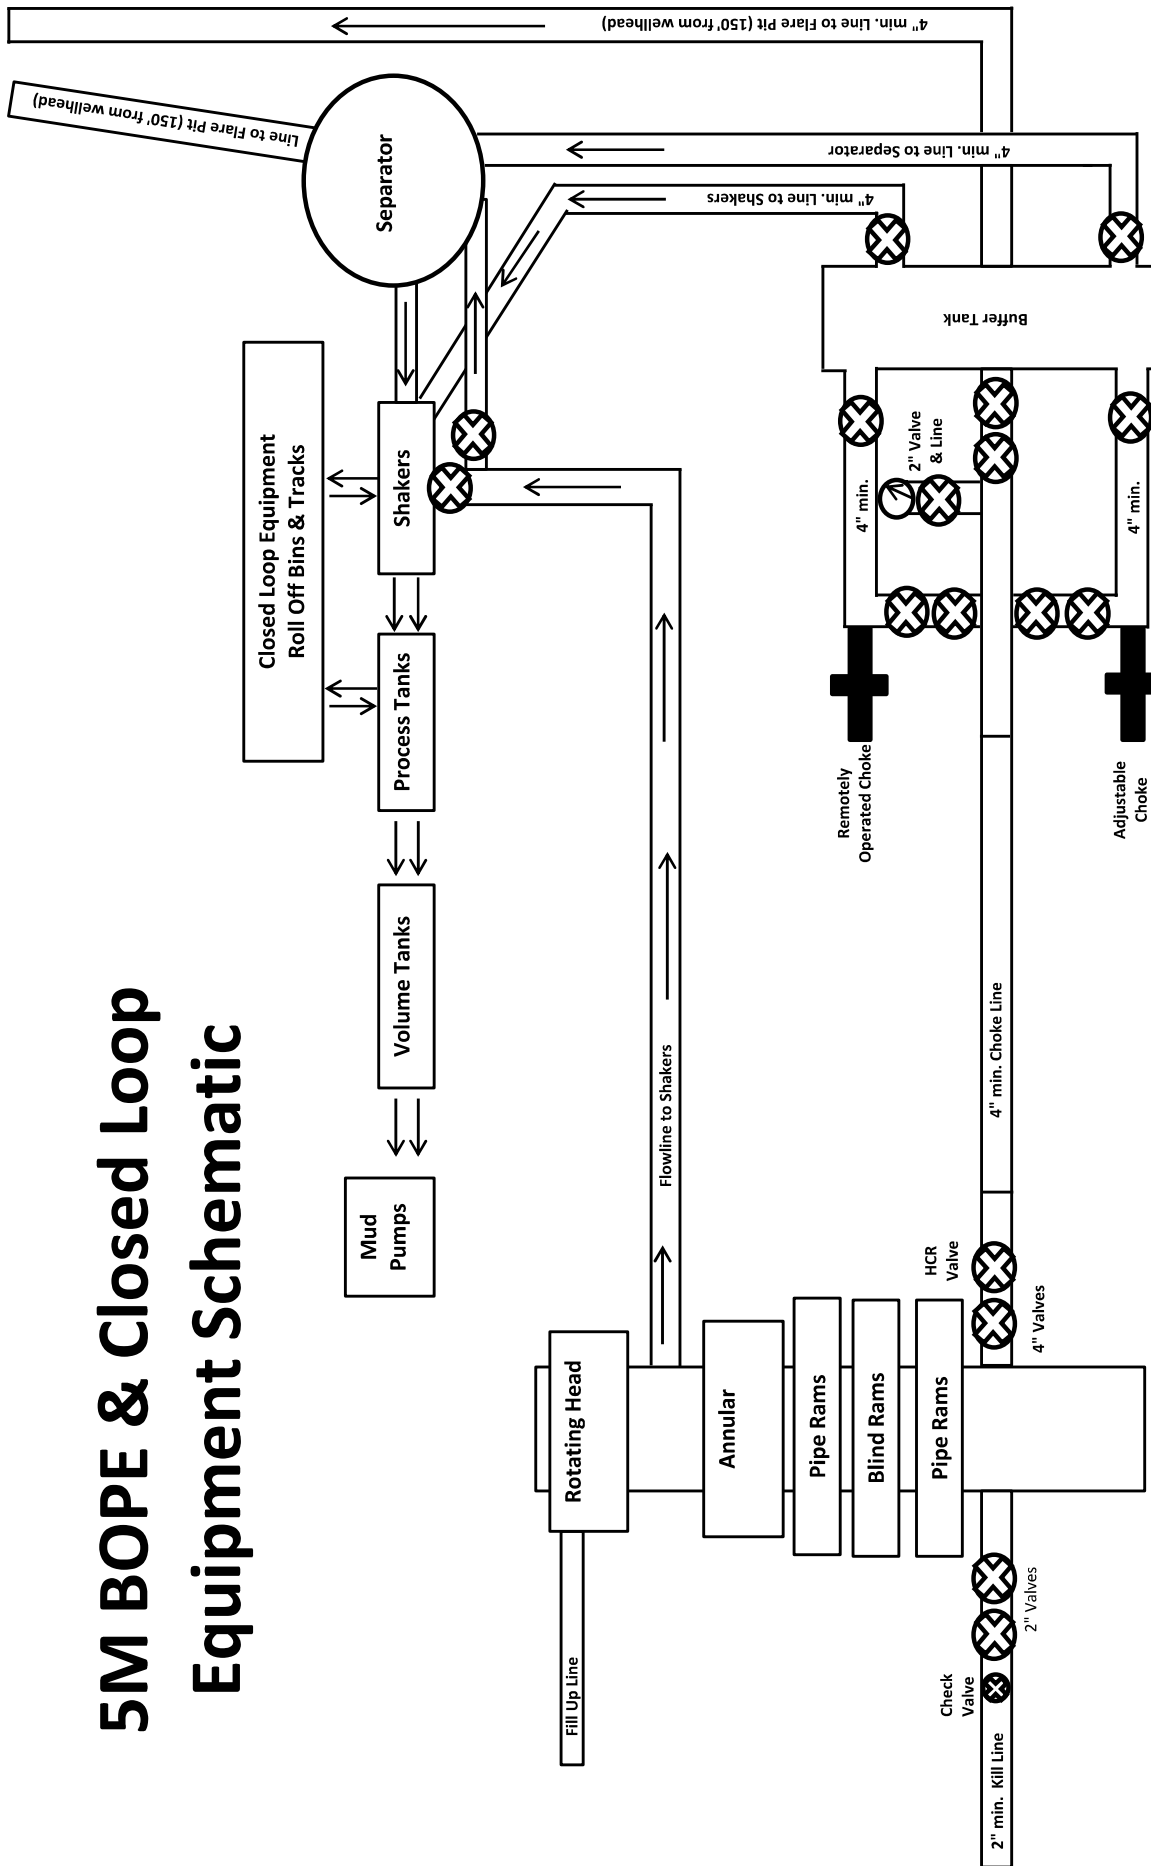 5M BOPE & Closed Loop
Equipment Schematic
Closed Loop Equipment
Roll Off Bins & Tracks
Mud
Pumps
Volume Tanks
Process Tanks
Shakers
Separator
Line to Flare Pit (150' from wellhead)
4" min. Line to Flare Pit (150' from wellhead)
4" min. Line to Separator
4" min. Line to Shakers
Fill Up Line
Rotating Head
Flowline to Shakers
Annular
Pipe Rams
Blind Rams
Pipe Rams
Remotely
Operated Choke
4" min.
2" Valve
& Line
Buffer Tank
Check
Valve
HCR
Valve
2" min. Kill Line
4" min. Choke Line
2" Valves
4" Valves
Adjustable
Choke
4" min.